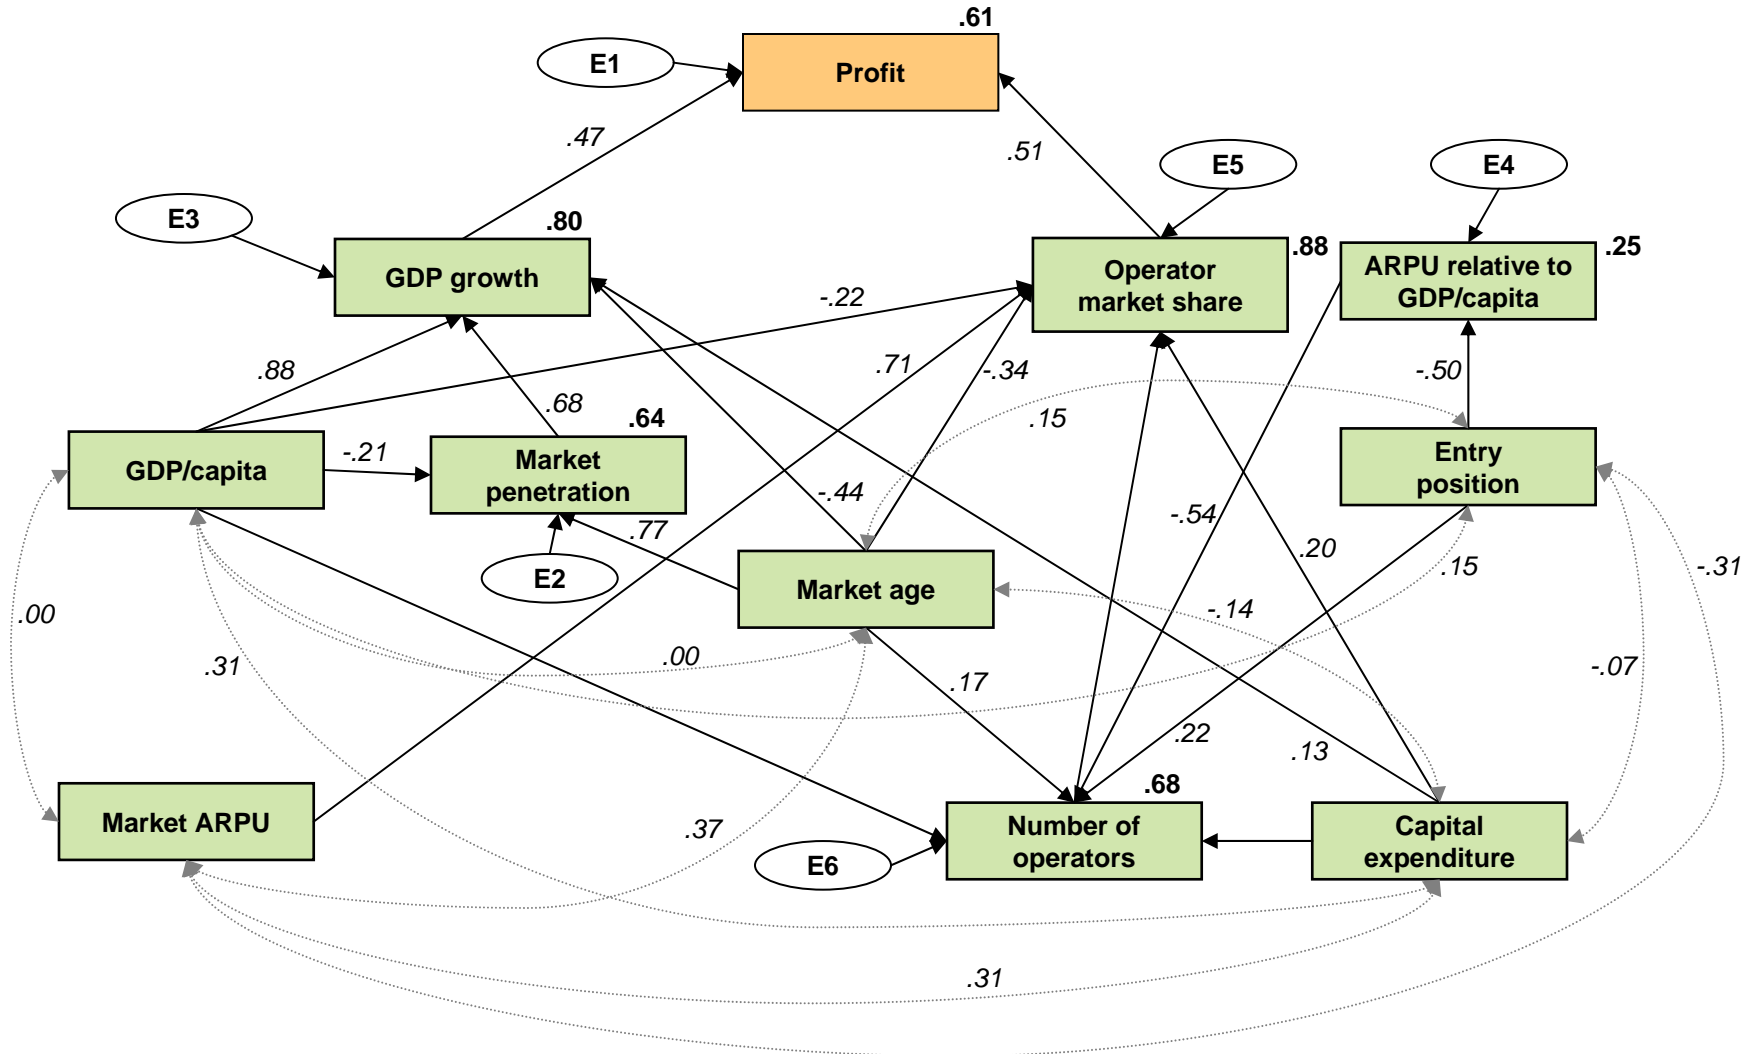 .61
E1
Profit
.47
.51
E5
E4
E3
.80
.88
.25
GDP growth
Operator
market share
ARPU relative to
GDP/capita
-.22
.88
.71
-.34
-.50
.68
.64
.15
GDP/capita
-.21
Market
penetration
Entry
position
-.44
.77
-.54
.20
.15
-.31
E2
Market age
.00
-.14
.31
.00
.17
-.07
.22
.13
.68
Market ARPU
.37
Number of
operators
Capital
expenditure
E6
.31